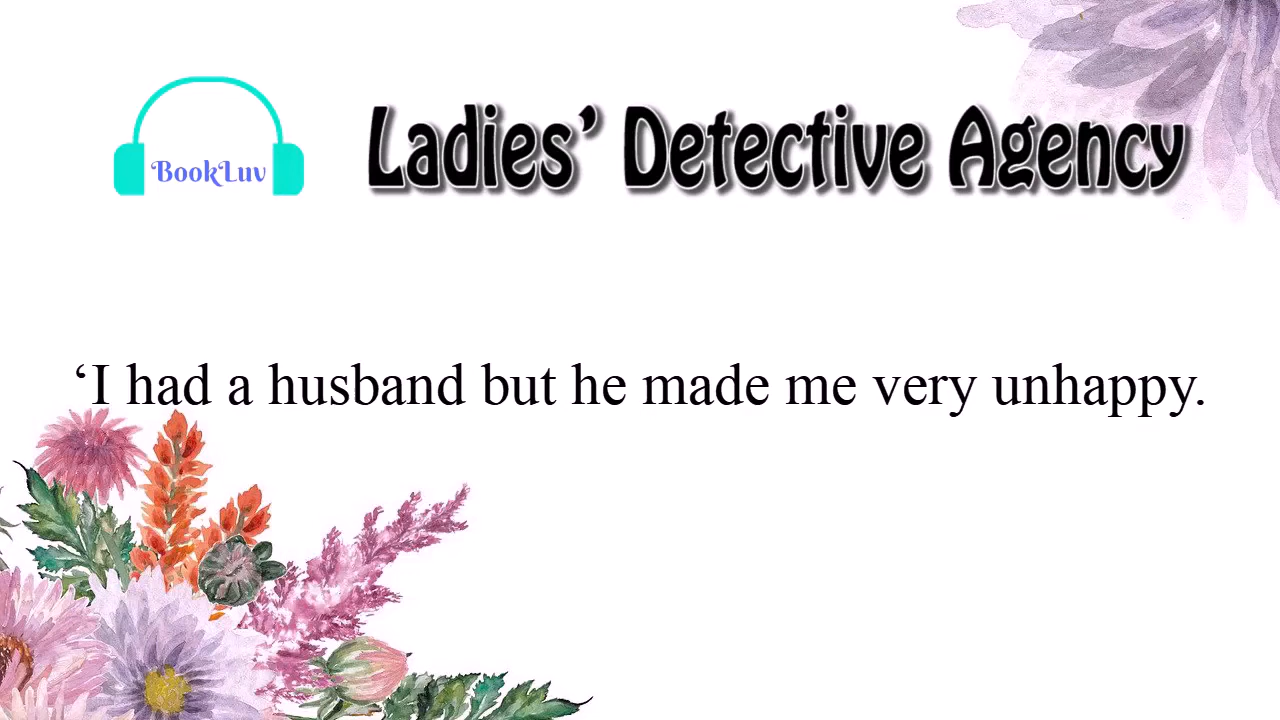 BookLuv
Ladies’ Detective Agency
‘I had a husband but he made me very unhappy.